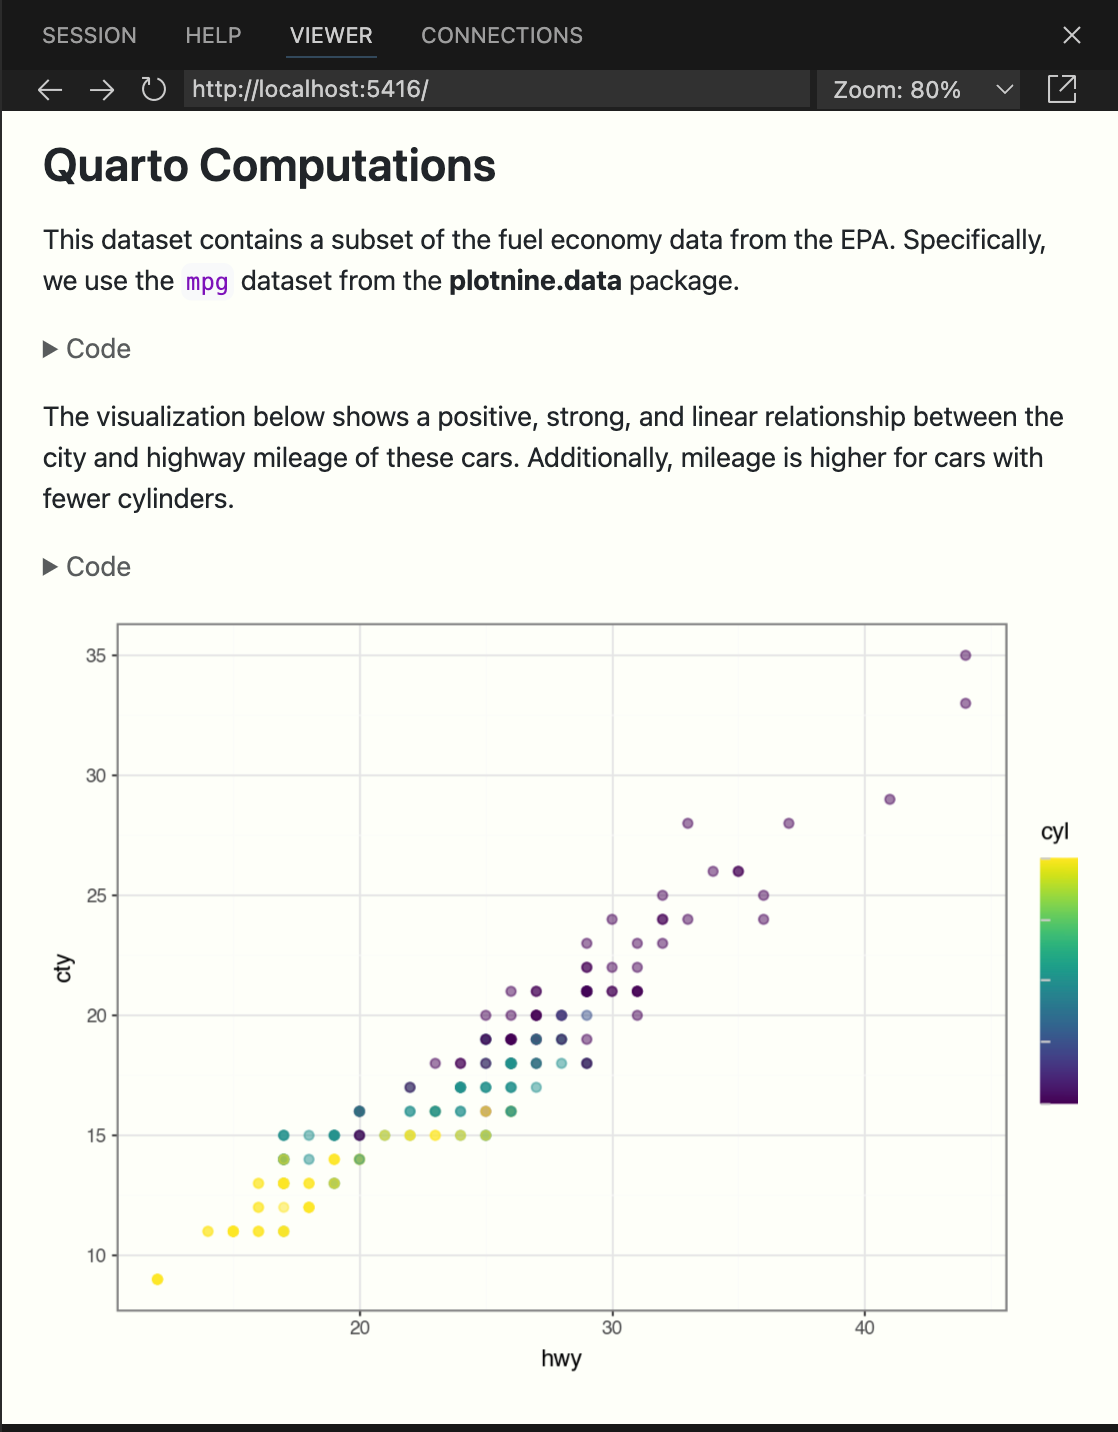 SESSION HELP VIEWER CONNECTIONS
http://localhost:5416/ Zoom: 80%
Quarto Computations
This dataset contains a subset of the fuel economy data from the EPA. Specifically,
we use the mpg dataset from the plotnine.data package.
Code
The visualization below shows a positive, strong, and linear relationship between the
city and highway mileage of these cars. Additionally, mileage is higher for cars with
fewer cylinders.
Code
35
30
25
20
15
10
cty
20 30 40
hwy
cyl